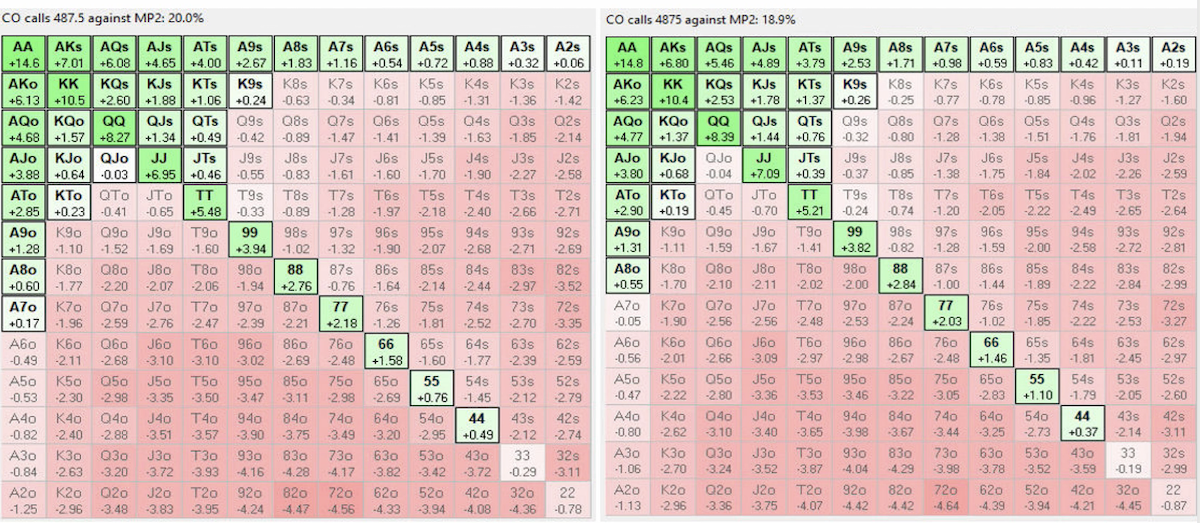 CO calls 487.5 against MP2: 20.0%
AA AKs AQs AJs ATs A9s A8s A7s A6s A5s A4s A3s A2s
+14.6 +7.01 +6.08 +4.65 +4.00 +2.67 +1.83 +1.16 +0.54 +0.72 +0.88 +0.32 +0.06
AKo KK KQs KJs KTs K9s K8s K7s K6s K5s K4s K3s K2s
+6.13 +10.5 +2.60 +1.88 +1.06 +0.24 -0.63 -0.34 -0.81 -0.85 -1.31 -1.36 -1.42
AQo KQo QQ QJs QTs Q9s Q8s Q7s Q6s Q5s Q4s Q3s Q2s
+4.68 +1.57 +8.27 +1.34 +0.49 -0.42 -0.89 -1.47 -1.41 -1.39 -1.63 -1.85 -2.14
AJo KJo QJo JJ JTs J9s J8s J7s J6s J5s J4s J3s J2s
+3.88 +0.64 -0.03 +6.95 +0.46 -0.55 -0.83 -1.61 -1.60 -1.70 -1.90 -2.27 -2.58
ATo KTo QTo JTo TT T9s T8s T7s T6s T5s T4s T3s T2s
+2.85 +0.23 -0.41 -0.65 +5.48 -0.33 -0.89 -1.28 -1.97 -2.18 -2.40 -2.66 -2.71
A9o K9o Q9o J9o T9o 99 98s 97s 96s 95s 94s 93s 92s
+1.28 -1.10 -1.52 -1.69 -1.60 +3.94 -1.02 -1.32 -1.90 -2.07 -2.68 -2.71 -2.69
A8o K8o Q8o J8o T8o 98o 88 87s 86s 85s 84s 83s 82s
+0.60 -1.77 -2.20 -2.07 -2.06 -1.94 +2.76 -0.76 -1.64 -2.14 -2.44 -2.97 -3.52
A7o K7o Q7o J7o T7o 97o 87o 77 76s 75s 74s 73s 72s
+0.17 -1.96 -2.59 -2.76 -2.47 -2.39 -2.21 +2.18 -1.26 -1.81 -2.52 -2.70 -3.35
A6o K6o Q6o J6o T6o 96o 86o 76o 66 65s 64s 63s 62s
-0.49 -2.11 -2.68 -3.10 -3.10 -3.02 -2.69 -2.48 +1.58 -1.60 -1.77 -2.39 -2.59
A5o K5o Q5o J5o T5o 95o 85o 75o 65o 55 54s 53s 52s
-0.53 -2.30 -2.98 -3.35 -3.50 -3.47 -3.11 -2.98 -2.69 +0.76 -1.45 -2.12 -2.79
A4o K4o Q4o J4o T4o 94o 84o 74o 64o 54o 44 43s 42s
-0.82 -2.40 -2.88 -3.51 -3.57 -3.90 -3.75 -3.49 -3.20 -2.95 +0.49 -2.12 -2.74
A3o K3o Q3o J3o T3o 93o 83o 73o 63o 53o 43o 33 32s
-0.84 -2.63 -3.20 -3.72 -3.93 -4.16 -4.28 -4.17 -3.82 -3.42 -3.72 -0.29 -3.11
A2o K2o Q2o J2o T2o 92o 82o 72o 62o 52o 42o 32o 22
-1.25 -2.96 -3.48 -3.83 -3.95 -4.24 -4.47 -4.56 -4.33 -3.94 -4.08 -4.36 -0.78
CO calls 4875 against MP2: 18.9%
AA AKs AQs AJs ATs A9s A8s A7s A6s A5s A4s A3s A2s
+14.8 +6.80 +5.46 +4.89 +3.79 +2.53 +1.71 +0.98 +0.59 +0.83 +0.42 +0.11 +0.19
AKo KK KQs KJs KTs K9s K8s K7s K6s K5s K4s K3s K2s
+6.23 +10.4 +2.53 +1.78 +1.37 +0.26 -0.25 -0.77 -0.78 -0.85 -0.96 -1.27 -1.60
AQo KQo QQ QJs QTs Q9s Q8s Q7s Q6s Q5s Q4s Q3s Q2s
+4.77 +1.37 +8.39 +1.44 +0.76 -0.32 -0.80 -1.28 -1.38 -1.51 -1.76 -1.81 -1.94
AJo KJo QJo JJ JTs J9s J8s J7s J6s J5s J4s J3s J2s
+3.80 +0.68 -0.04 +7.09 +0.39 -0.37 -0.85 -1.38 -1.75 -1.84 -2.02 -2.26 -2.59
ATo KTo QTo JTo TT T9s T8s T7s T6s T5s T4s T3s T2s
+2.90 +0.19 -0.45 -0.70 +5.21 -0.24 -0.74 -1.20 -2.05 -2.22 -2.49 -2.65 -2.64
A9o K9o Q9o J9o T9o 99 98s 97s 96s 95s 94s 93s 92s
+1.31 -1.11 -1.59 -1.67 -1.41 +3.82 -0.82 -1.28 -1.59 -2.00 -2.58 -2.72 -2.81
A8o K8o Q8o J8o T8o 98o 88 87s 86s 85s 84s 83s 82s
+0.55 -1.70 -2.10 -2.11 -2.02 -2.00 +2.84 -1.00 -1.44 -1.89 -2.22 -2.84 -2.99
A7o K7o Q7o J7o T7o 97o 87o 77 76s 75s 74s 73s 72s
-0.05 -1.90 -2.56 -2.56 -2.48 -2.53 -2.24 +2.03 -1.02 -1.85 -2.22 -2.53 -3.27
A6o K6o Q6o J6o T6o 96o 86o 76o 66 65s 64s 63s 62s
-0.56 -2.01 -2.66 -3.09 -2.97 -2.98 -2.67 -2.48 +1.46 -1.35 -1.81 -2.45 -2.97
A5o K5o Q5o J5o T5o 95o 85o 75o 65o 55 54s 53s 52s
-0.47 -2.22 -2.80 -3.36 -3.53 -3.46 -3.22 -3.05 -2.83 +1.10 -1.79 -2.05 -2.60
A4o K4o Q4o J4o T4o 94o 84o 74o 64o 54o 44 43s 42s
-0.80 -2.62 -3.10 -3.40 -3.65 -3.98 -3.67 -3.44 -3.25 -2.73 +0.37 -2.14 -3.11
A3o K3o Q3o J3o T3o 93o 83o 73o 63o 53o 43o 33 32s
-1.06 -2.70 -3.24 -3.52 -3.87 -4.04 -4.29 -3.98 -3.78 -3.52 -3.59 -0.19 -2.99
A2o K2o Q2o J2o T2o 92o 82o 72o 62o 52o 42o 32o 22
-1.13 -2.96 -3.36 -3.75 -4.07 -4.42 -4.42 -4.64 -4.39 -3.94 -4.21 -4.45 -0.87